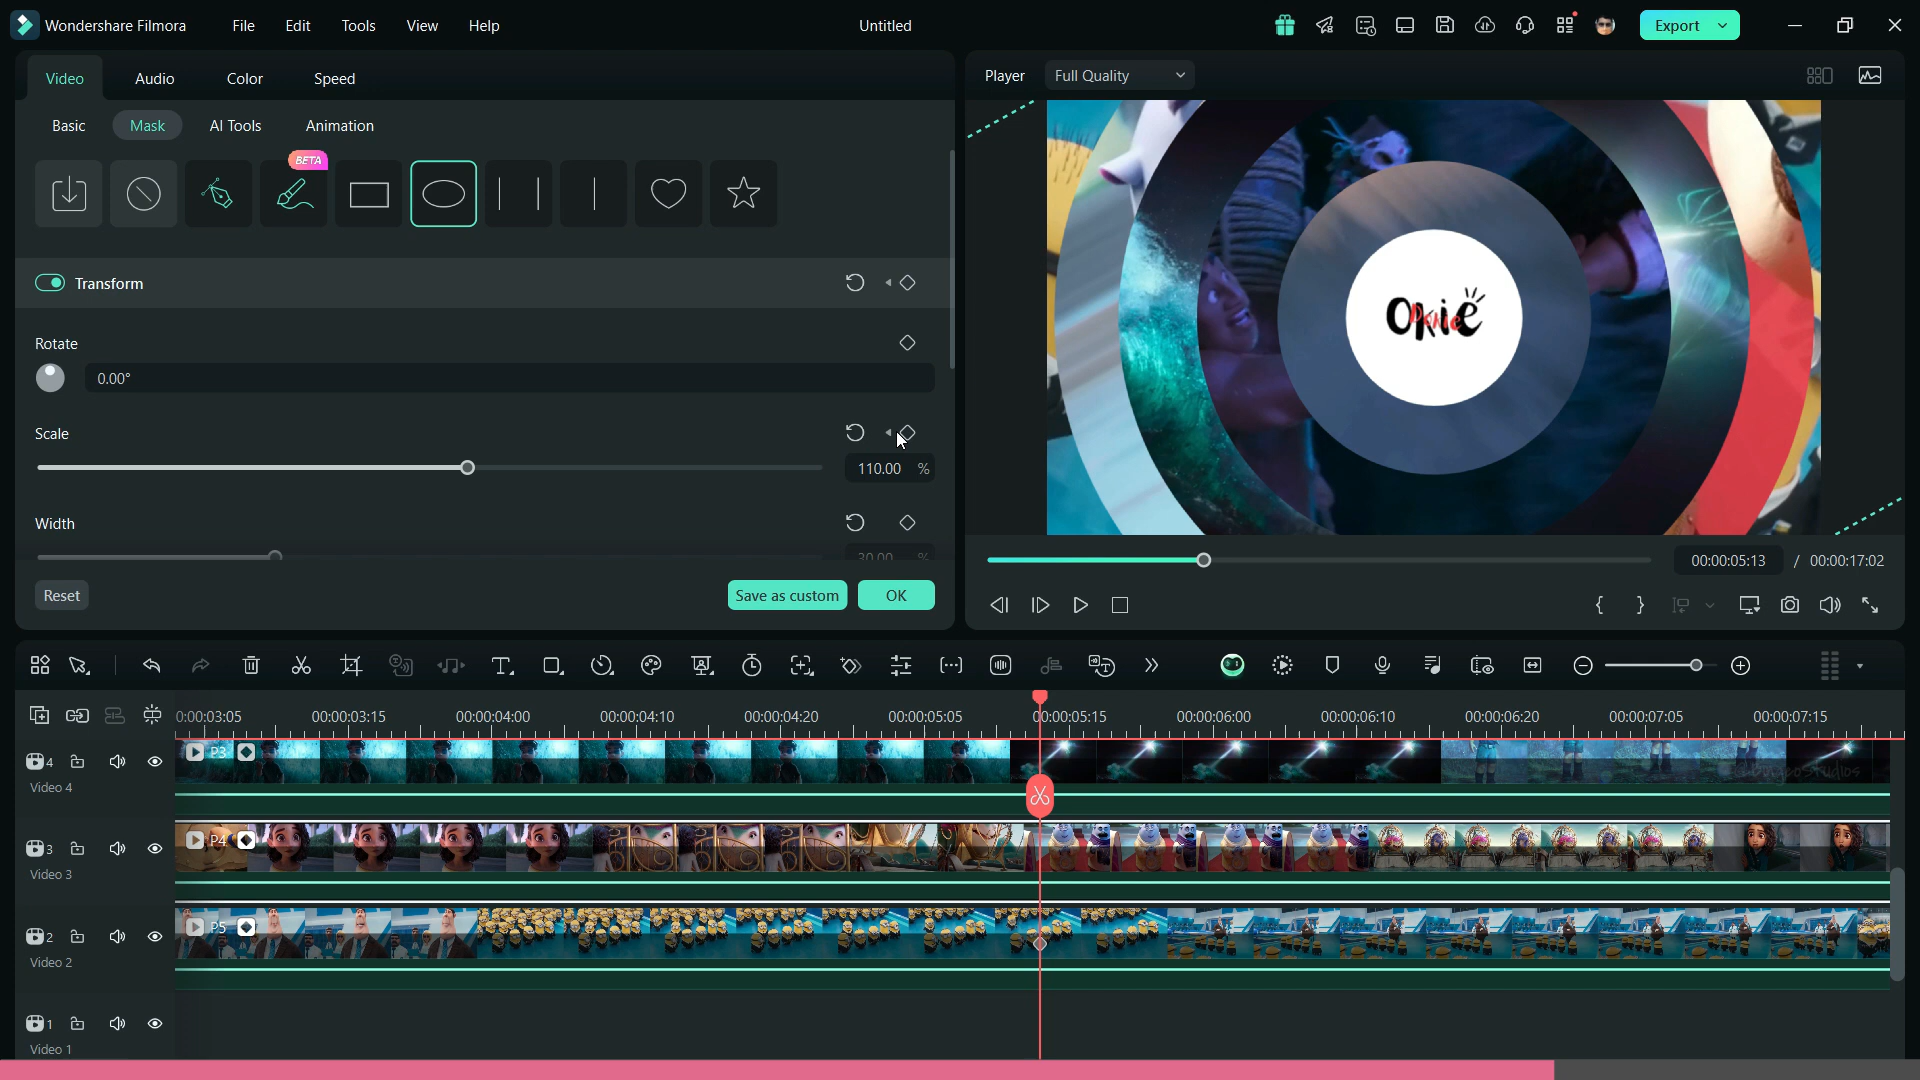 Wondershare Filmora File Edit Tools View Help Untitled Export
Video Audio Color Speed
Player Full Quality
Basic Mask AI Tools Animation
BETA
Transform
Rotate
0.00°
Scale
110.00 %
Width
30.00 %
Reset Save as custom OK
Okie
00:00:05:13 / 00:00:17:02
0:00:03:05 00:00:03:15 00:00:04:00 00:00:04:10 00:00:04:20 00:00:05:05 00:00:05:15 00:00:06:00 00:00:06:10 00:00:06:20 00:00:07:05 00:00:07:15
4 P3
Video 4
3 P4
Video 3
2 P5
Video 2
1
Video 1